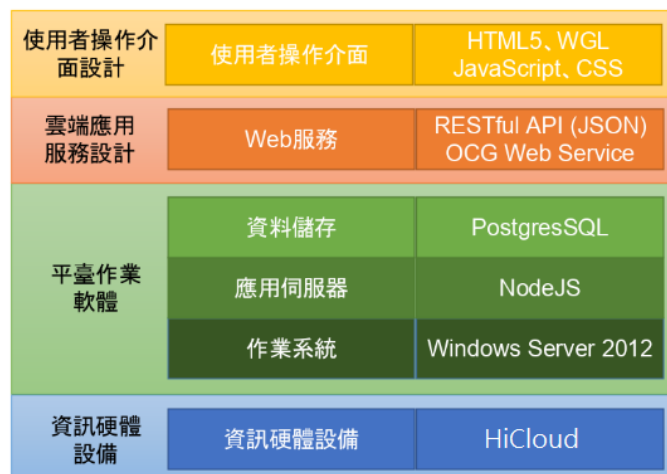 使用者操作介
面設計
使用者操作介面
HTML5、WGL
JavaScript、CSS
雲端應用
服務設計
Web服務
RESTful API (JSON)
OCG Web Service
平臺作業
軟體
資料儲存
PostgresSQL
應用伺服器
NodeJS
作業系統
Windows Server 2012
資訊硬體
設備
資訊硬體設備
HiCloud